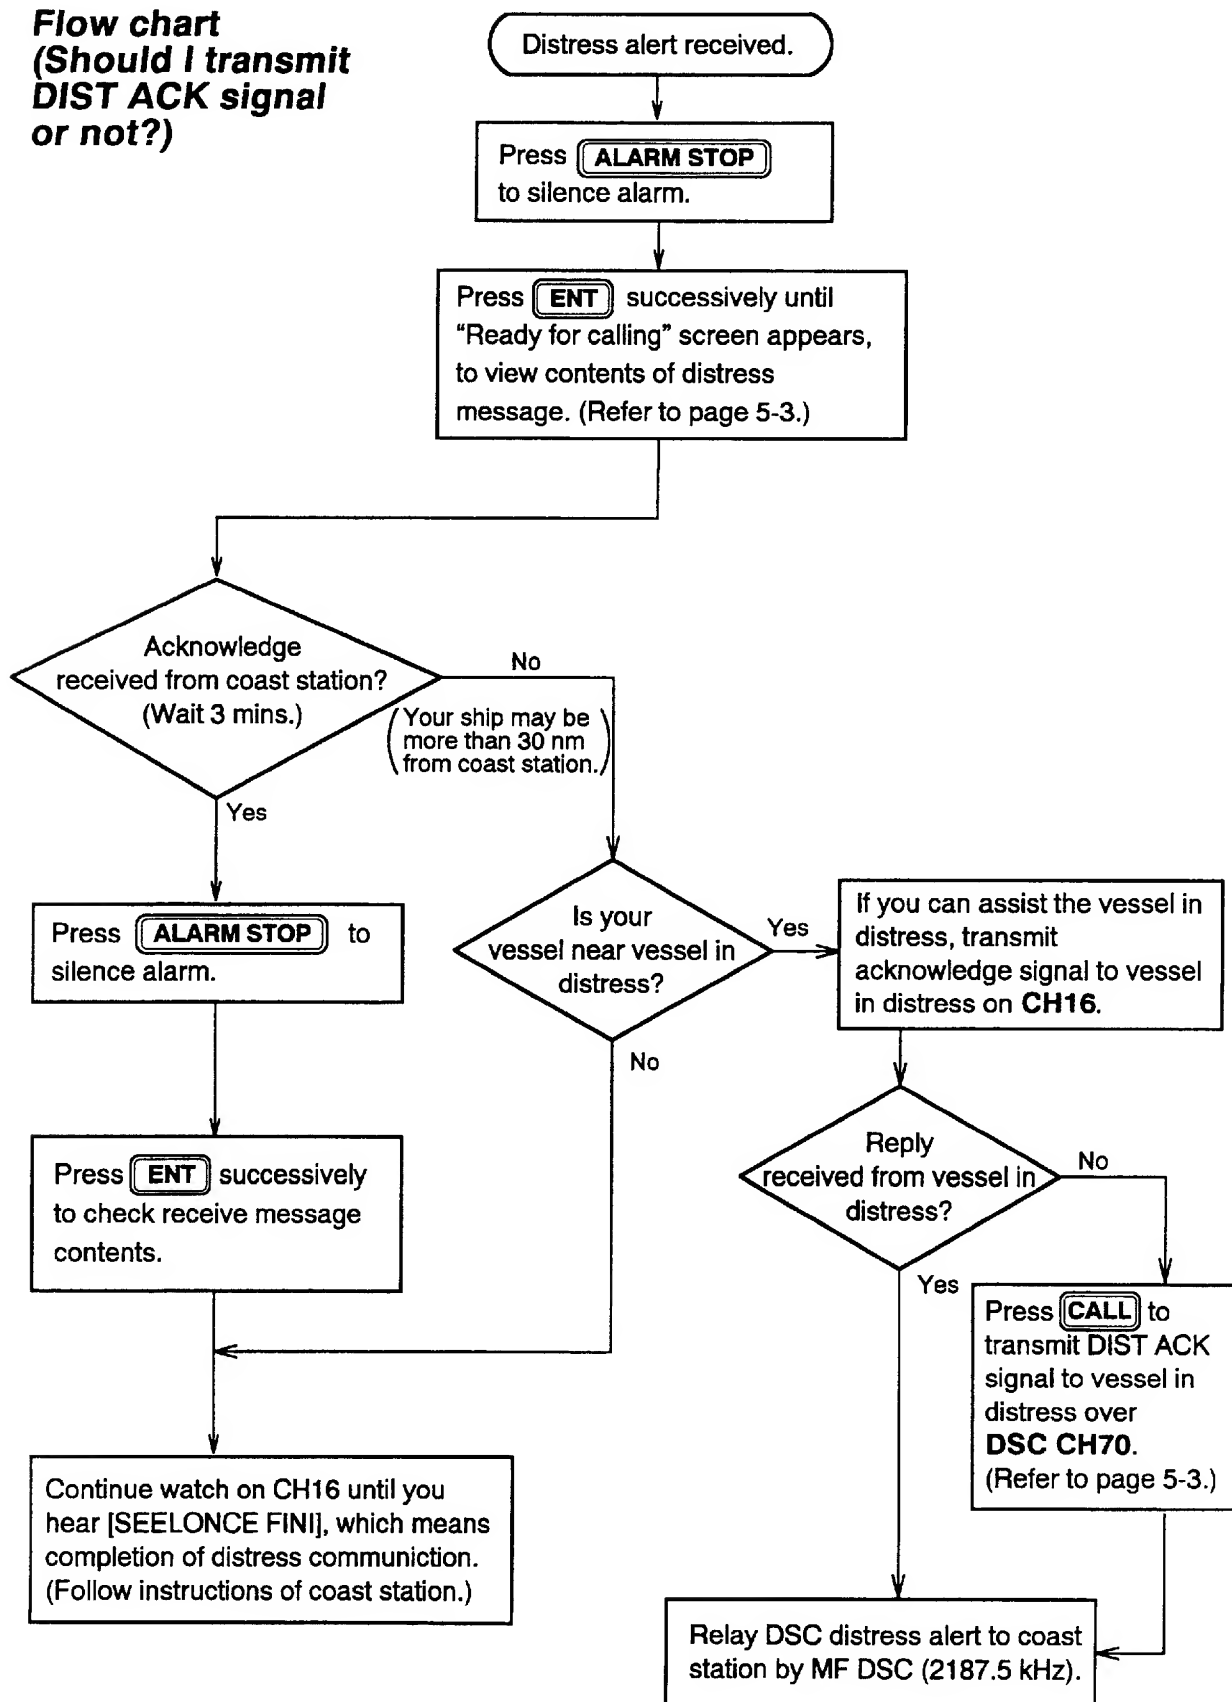 Flow chart
(Should I transmit
DIST ACK signal
or not?)
Distress alert received.
Press ALARM STOP
to silence alarm.
Press ENT successively until
“Ready for calling” screen appears,
to view contents of distress
message. (Refer to page 5-3.)
Acknowledge
received from coast station?
(Wait 3 mins.)
No
(Your ship may be
more than 30 nm
from coast station.)
Yes
Press ALARM STOP to
silence alarm.
Is your
vessel near vessel in
distress?
Yes
If you can assist the vessel in
distress, transmit
acknowledge signal to vessel
in distress on CH16.
No
Press ENT successively
to check receive message
contents.
Reply
received from vessel in
distress?
No
Yes
Press CALL to
transmit DIST ACK
signal to vessel in
distress over
DSC CH70.
(Refer to page 5-3.)
Continue watch on CH16 until you
hear [SEELONCE FINI], which means
completion of distress communiction.
(Follow instructions of coast station.)
Relay DSC distress alert to coast
station by MF DSC (2187.5 kHz).